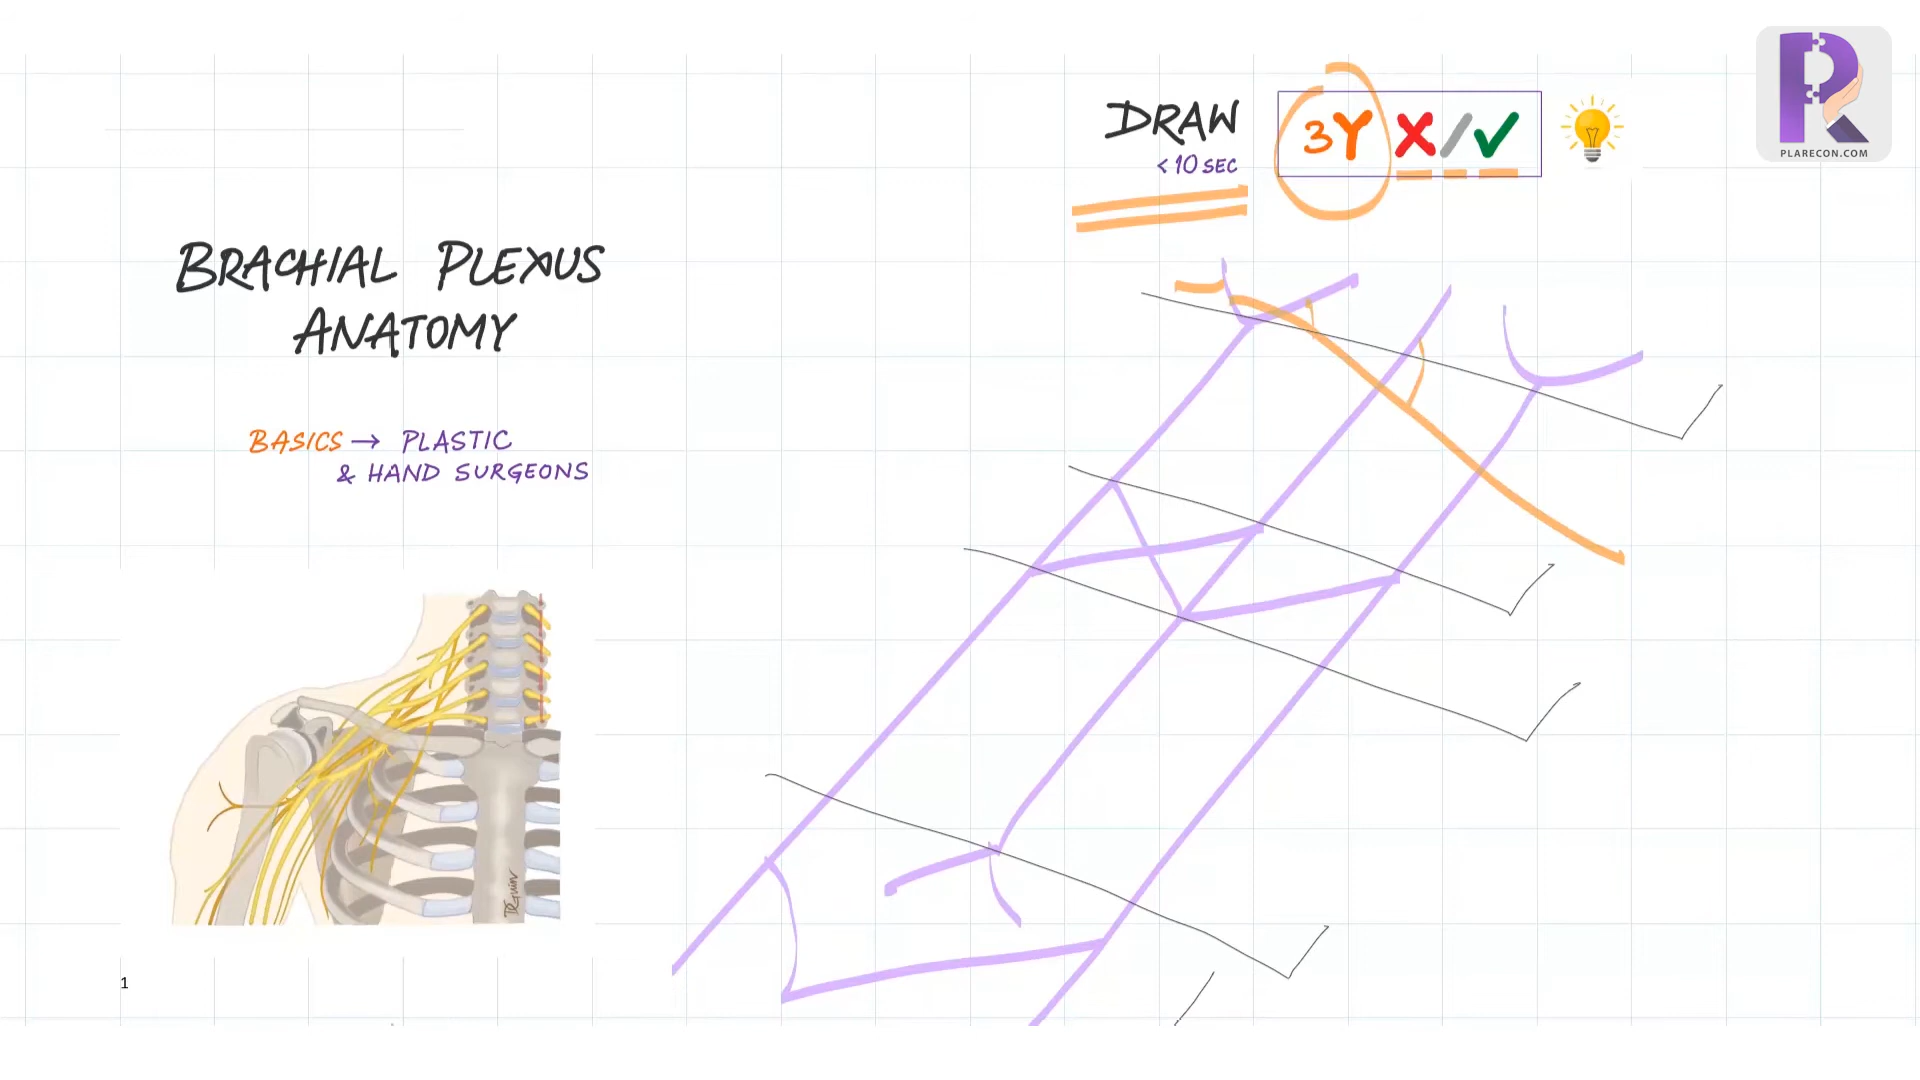 BRACHIAL PLEXUS
ANATOMY
BASICS → PLASTIC
& HAND SURGEONS
1
DRAW
<10 SEC
3Y X/✓
PLARECON.COM